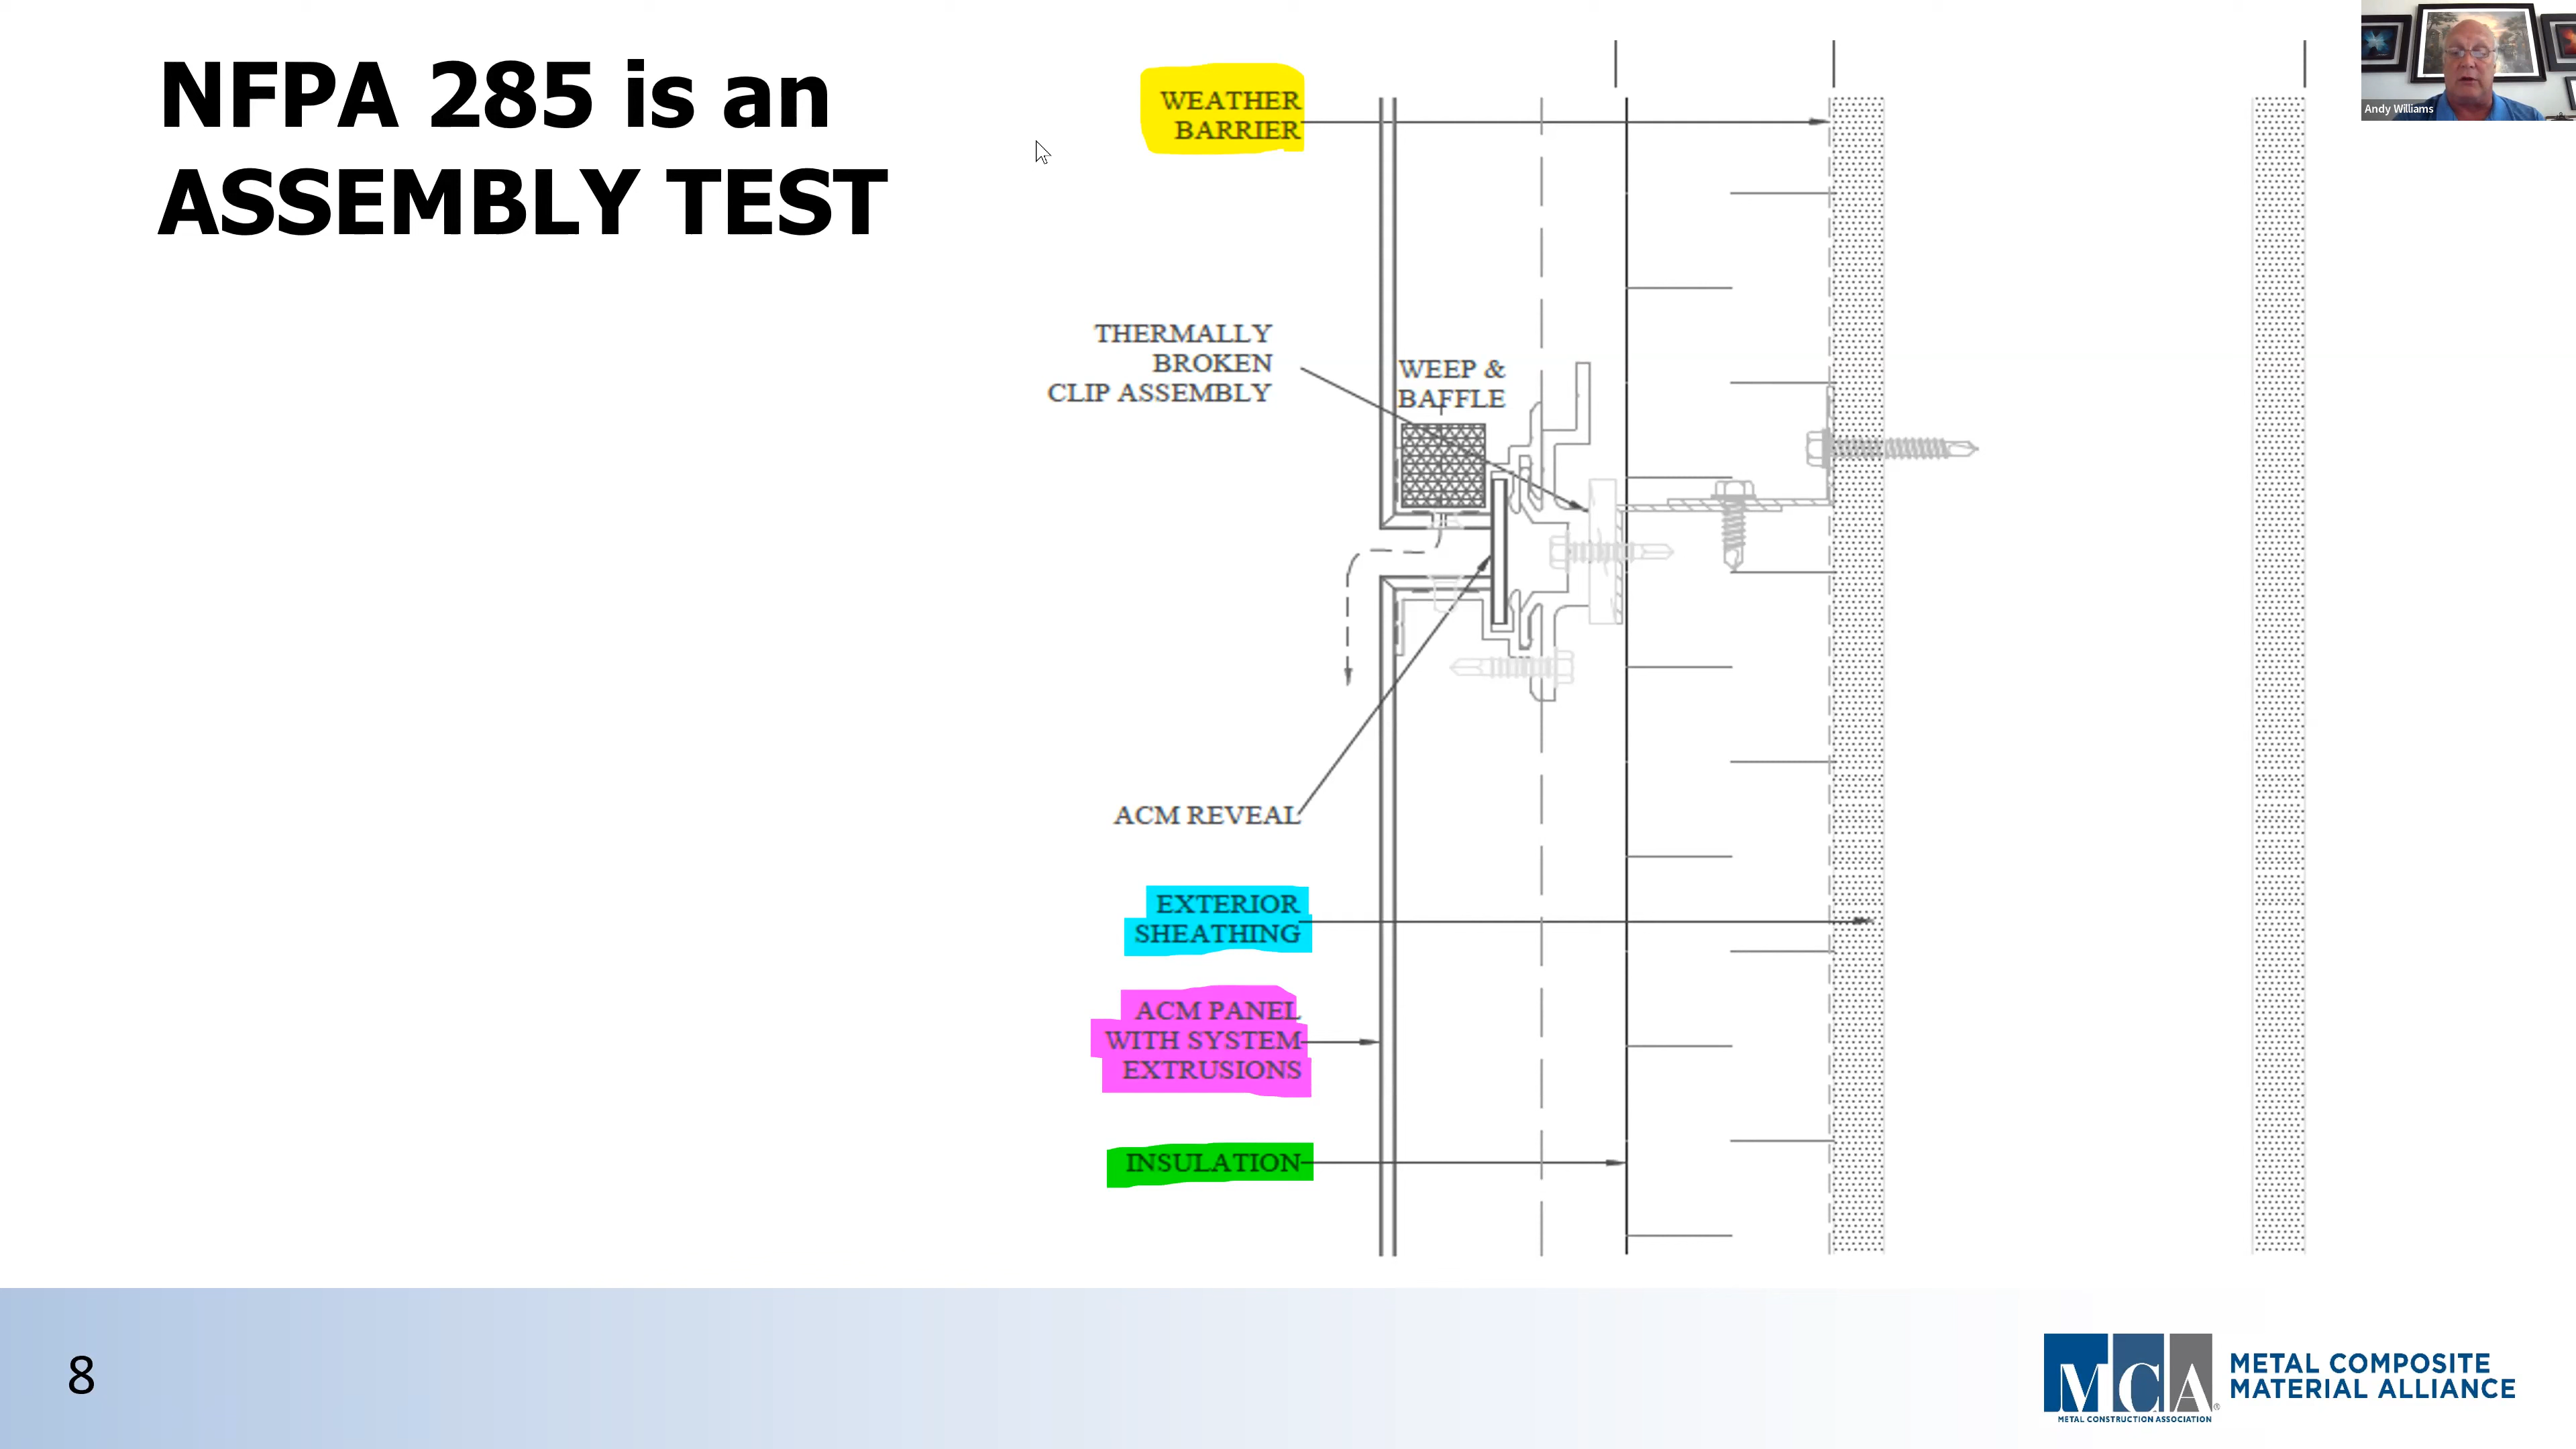 NFPA 285 is an
ASSEMBLY TEST
WEATHER
BARRIER
THERMALLY
BROKEN
CLIP ASSEMBLY
WEEP &
BAFFLE
ACM REVEAL
EXTERIOR
SHEATHING
ACM PANEL
WITH SYSTEM
EXTRUSIONS
INSULATION
Andy Williams
8
MCA®
METAL CONSTRUCTION ASSOCIATION
METAL COMPOSITE
MATERIAL ALLIANCE